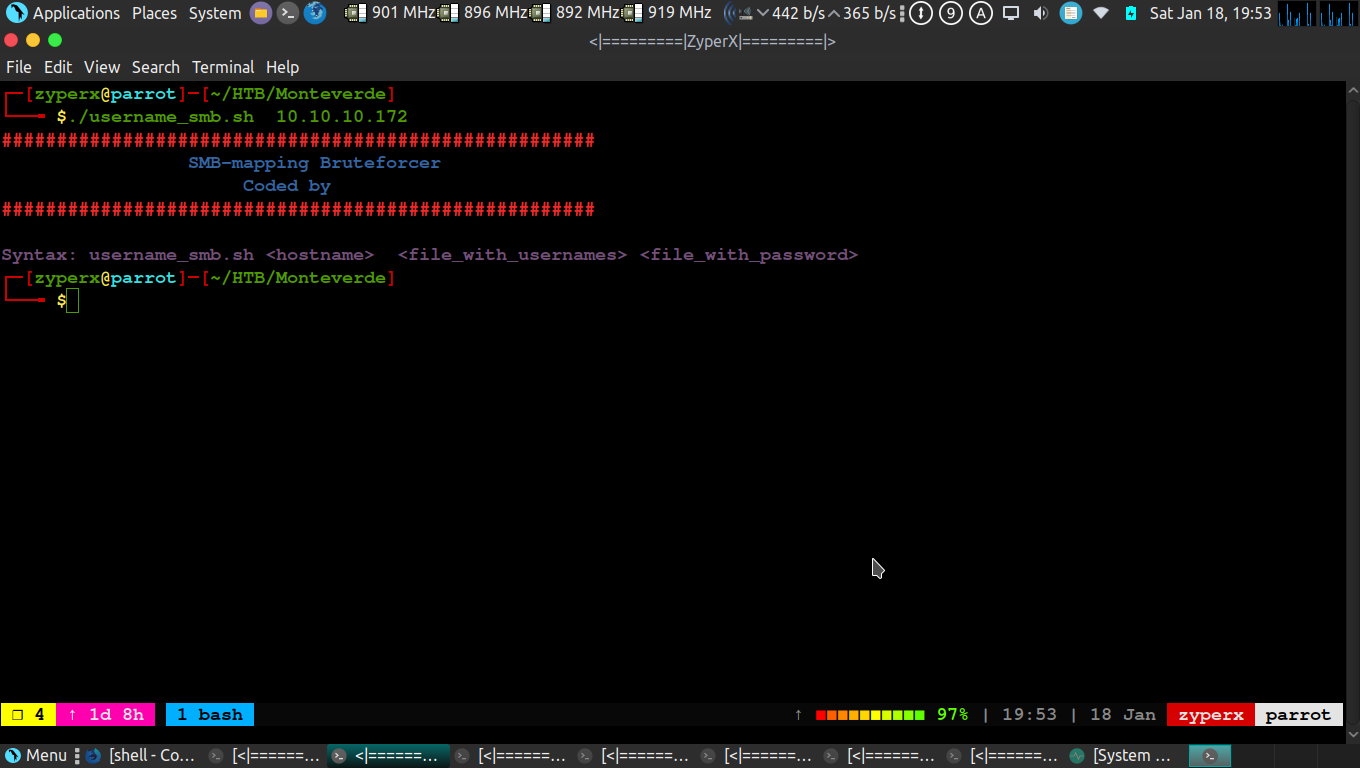 Applications Places System 901 MHz 896 MHz 892 MHz 919 MHz 442 b/s 365 b/s 9 A Sat Jan 18, 19:53
<|=========|ZyperX|=========|>
File Edit View Search Terminal Help
[zyperx@parrot]─[~/HTB/Monteverde]
$./username_smb.sh  10.10.10.172
######################################################
SMB-mapping Bruteforcer
Coded by
######################################################
Syntax: username_smb.sh <hostname>  <file_with_usernames> <file_with_password>
[zyperx@parrot]─[~/HTB/Monteverde]
$
❐ 4 ↑ 1d 8h 1 bash ↑ 97% | 19:53 | 18 Jan zyperx parrot
Menu [shell - Co... [<|======... <|======... [<|======... [<|======... [<|======... [<|======... [<|======... [System ...